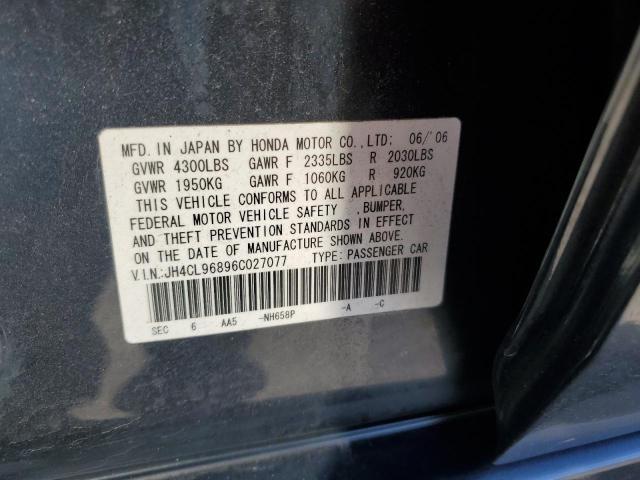 MFD. IN JAPAN BY HONDA MOTOR CO., LTD: 06/'06
GVWR 4300LBS GAWR F 2335LBS R 2030LBS
GVWR 1950KG GAWR F 1060KG R 920KG
THIS VEHICLE CONFORMS TO ALL APPLICABLE
FEDERAL MOTOR VEHICLE SAFETY , BUMPER,
AND THEFT PREVENTION STANDARDS IN EFFECT
ON THE DATE OF MANUFACTURE SHOWN ABOVE.
V.I.N.:JH4CL96896C027077 TYPE: PASSENGER CAR
SEC 6 AA5 -NH658P -A -C